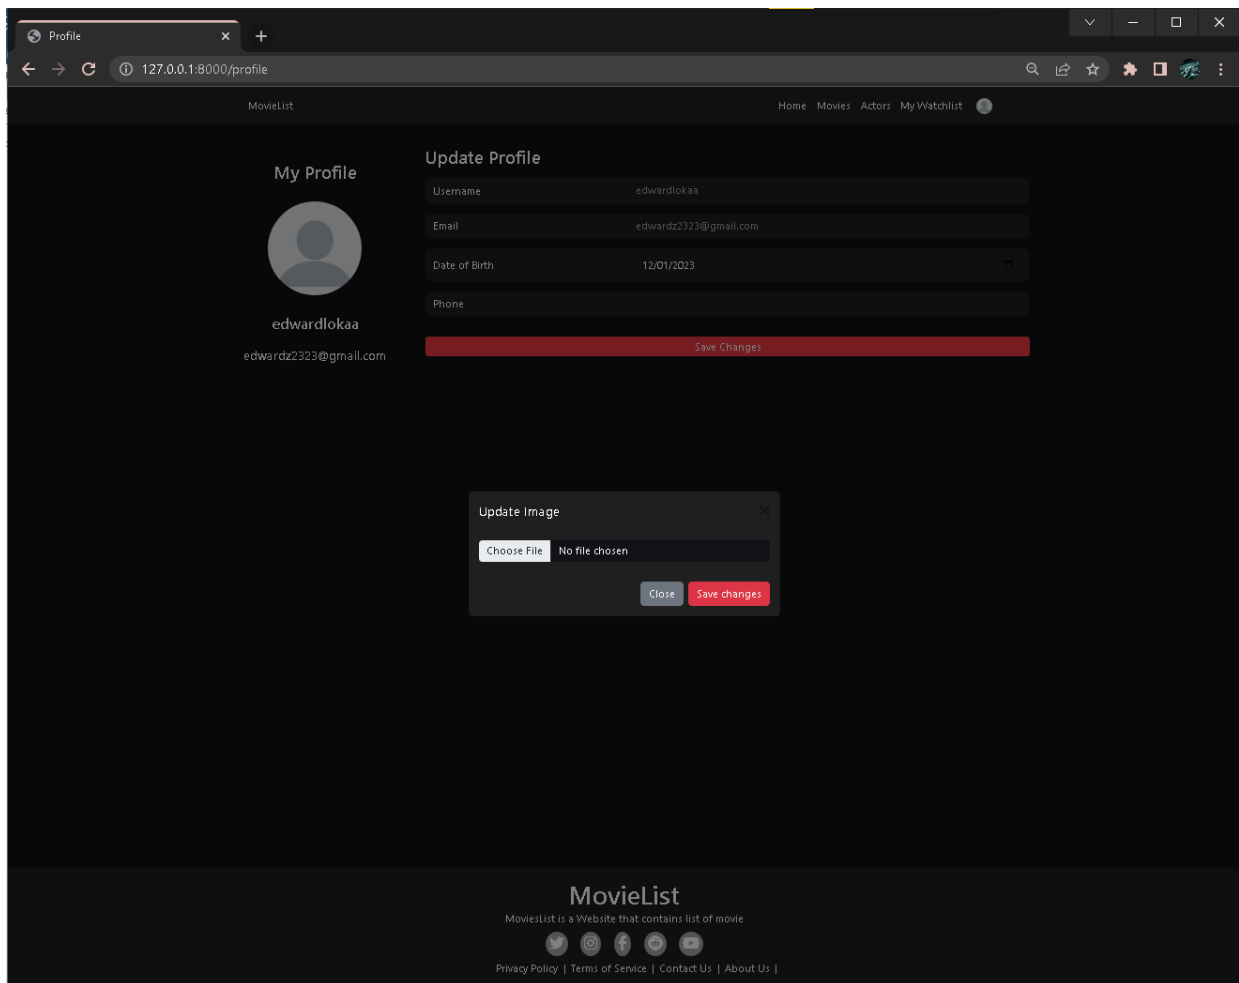 Profile
127.0.0.1:8000/profile
MovieList
Home Movies Actors My Watchlist
My Profile
edwardlokaa
edwardz2323@gmail.com
Update Profile
Username edwardlokaa
Email edwardz2323@gmail.com
Date of Birth 12/01/2023
Phone
Save Changes
Update Image
Choose File No file chosen
Close Save changes
MovieList
MoviesList is a Website that contains list of movie
Privacy Policy | Terms of Service | Contact Us | About Us |